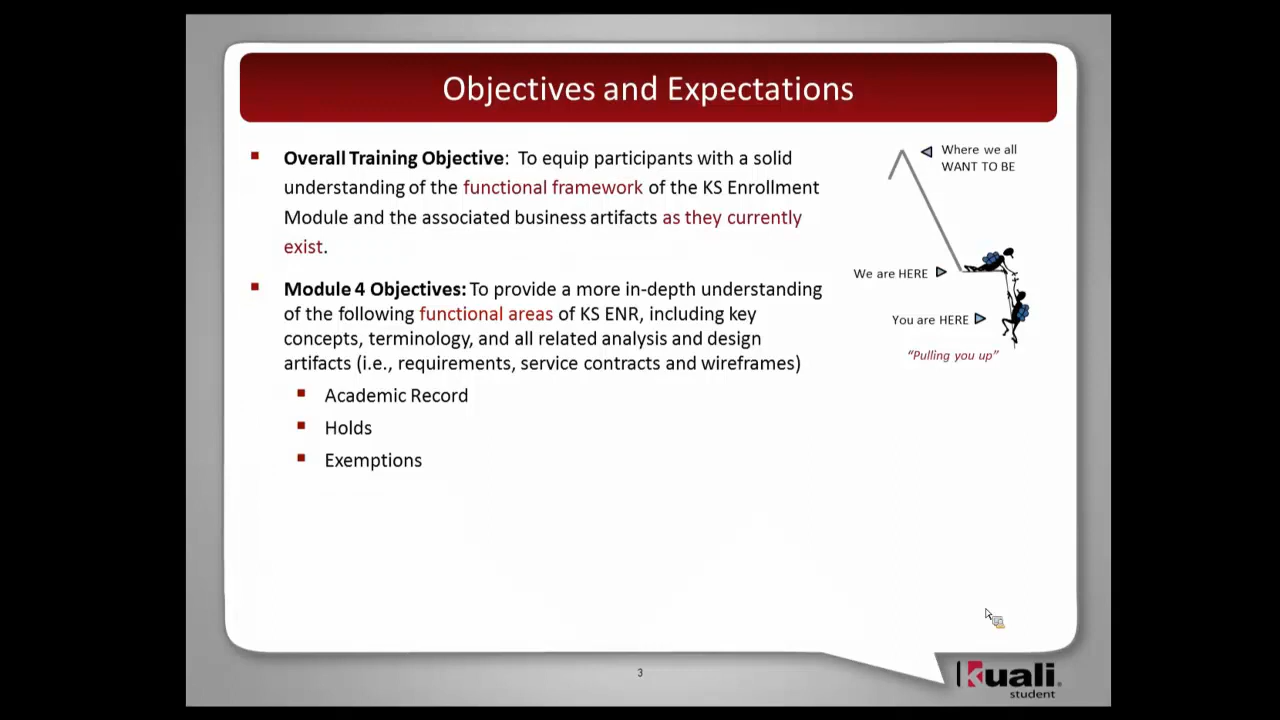 Objectives and Expectations
Overall Training Objective: To equip participants with a solid
understanding of the functional framework of the KS Enrollment
Module and the associated business artifacts as they currently
exist.
Module 4 Objectives: To provide a more in-depth understanding
of the following functional areas of KS ENR, including key
concepts, terminology, and all related analysis and design
artifacts (i.e., requirements, service contracts and wireframes)
Academic Record
Holds
Exemptions
Where we all
WANT TO BE
We are HERE
You are HERE
“Pulling you up”
3
kuali
student